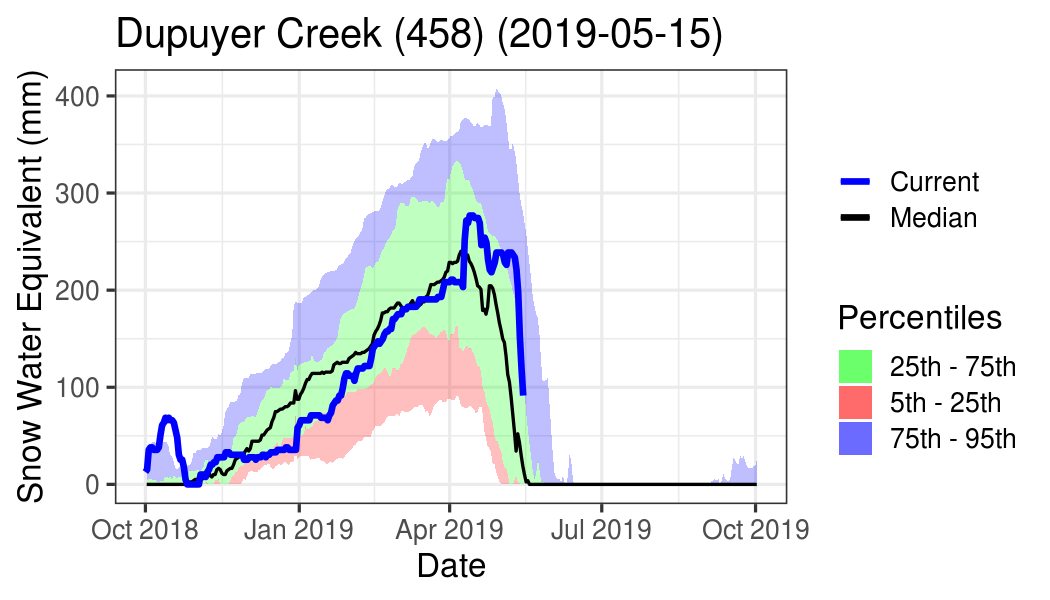 Dupuyer Creek (458) (2019-05-15)
Snow Water Equivalent (mm)
400
300
200
100
0
Oct 2018
Jan 2019
Apr 2019
Jul 2019
Oct 2019
Date
Current
Median
Percentiles
25th - 75th
5th - 25th
75th - 95th